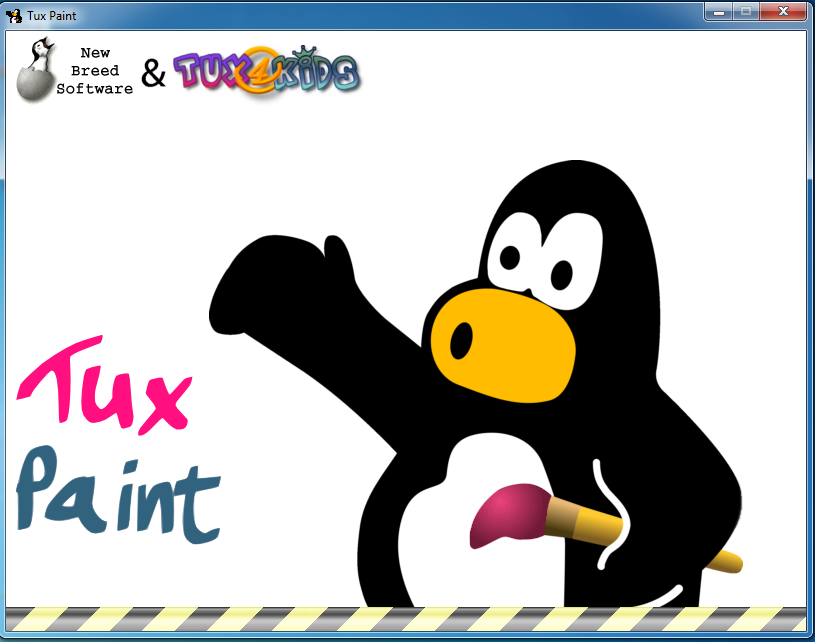 Tux Paint
New
Breed
Software
&
TUX4KIDS
Tux
Paint